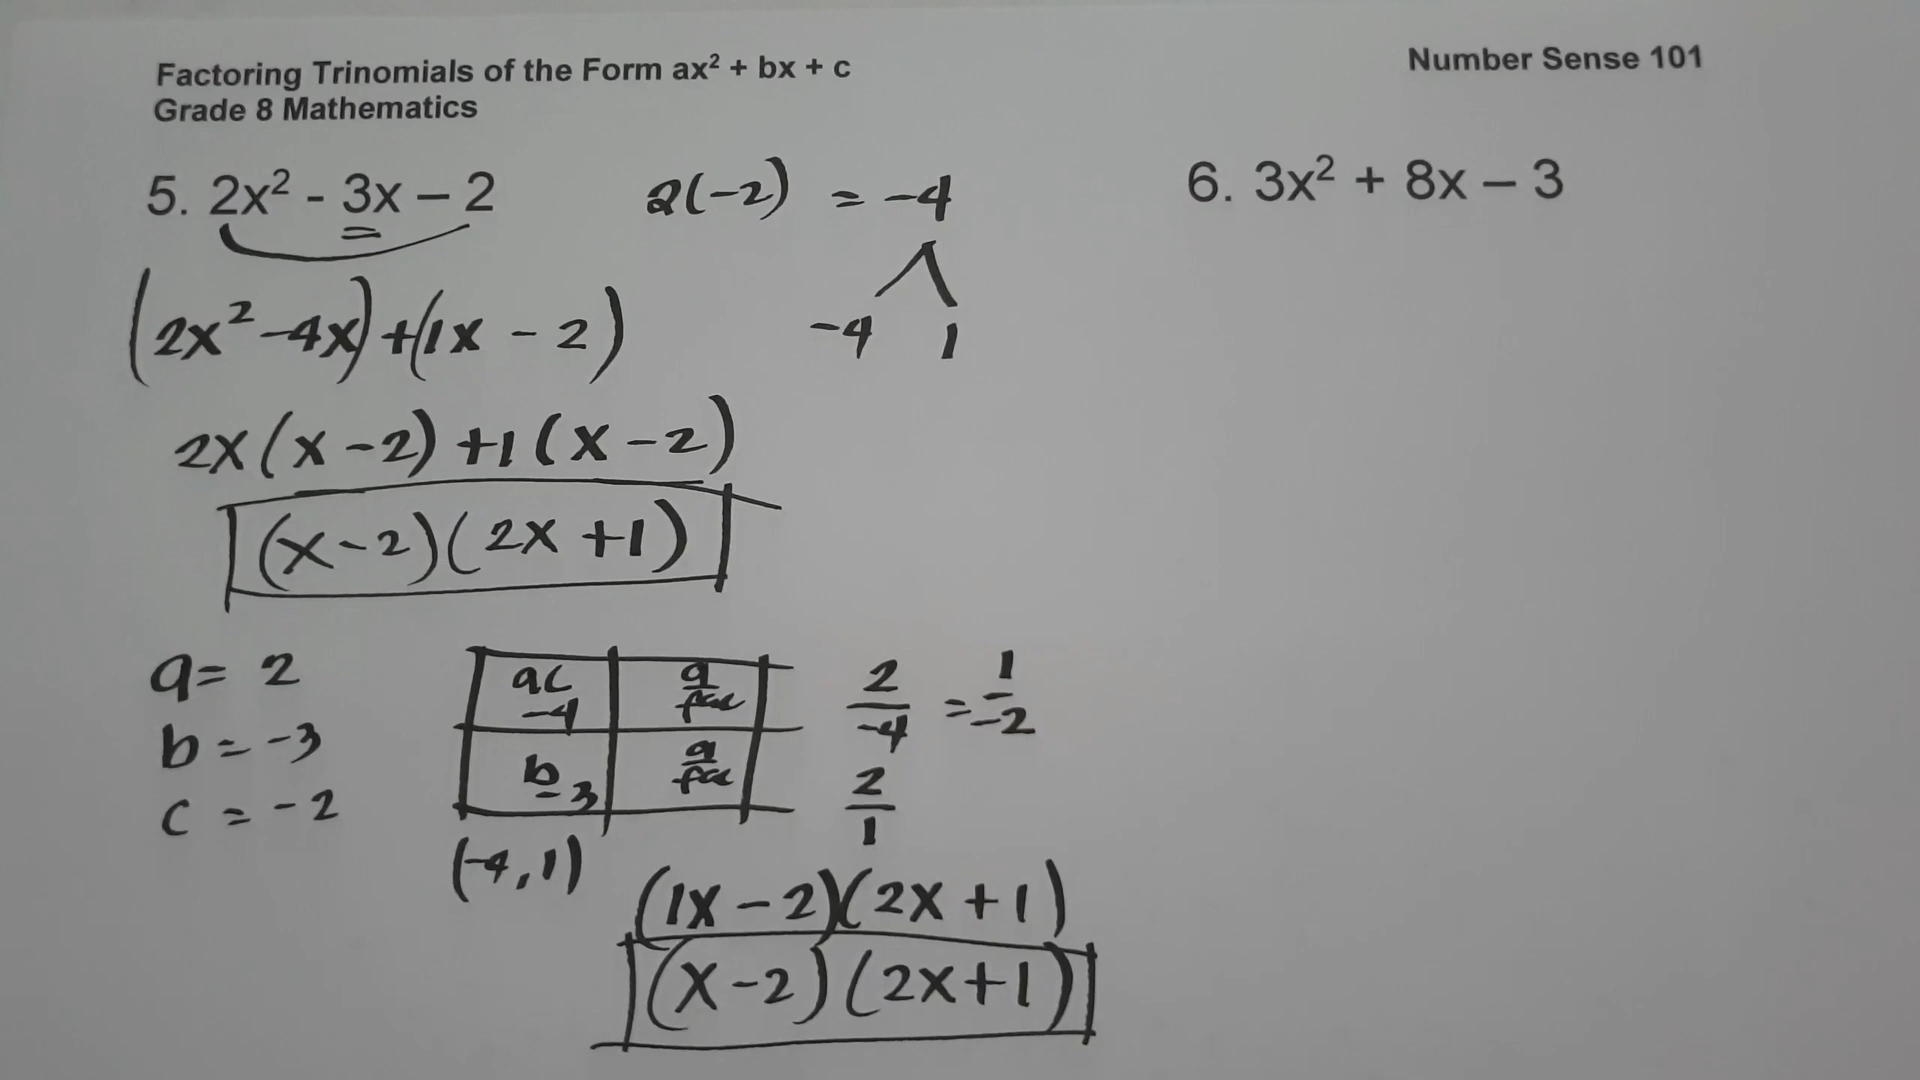 Factoring Trinomials of the Form ax² + bx + c
Number Sense 101
Grade 8 Mathematics
5. 2x² - 3x – 2
2(-2) = -4
-4 1
(2x² -4x) + (1x - 2)
2x(x -2) +1(x -2)
(x-2)(2x +1)
a = 2
b = -3
c = -2
ac
-4
a
fac
b
-3
a
fac
(-4, 1)
2/-4 = 1/-2
2/1
(1x - 2)(2x + 1)
(x-2)(2x+1)
6. 3x² + 8x – 3